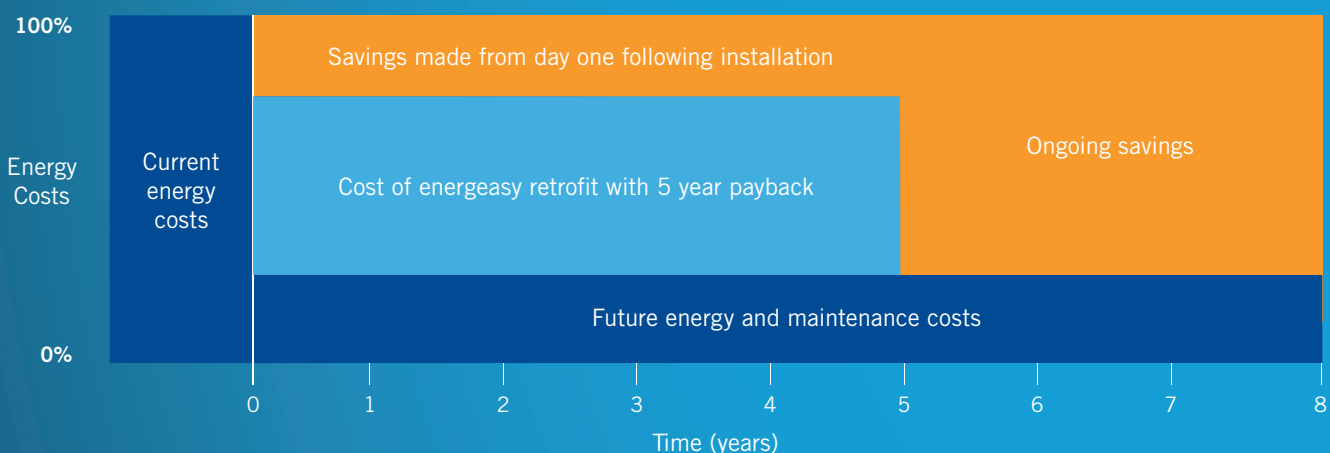 100%
Savings made from day one following installation
Ongoing savings
Energy
Costs
Current
energy
costs
Cost of energeasy retrofit with 5 year payback
Future energy and maintenance costs
0%
0 1 2 3 4 5 6 7 8
Time (years)